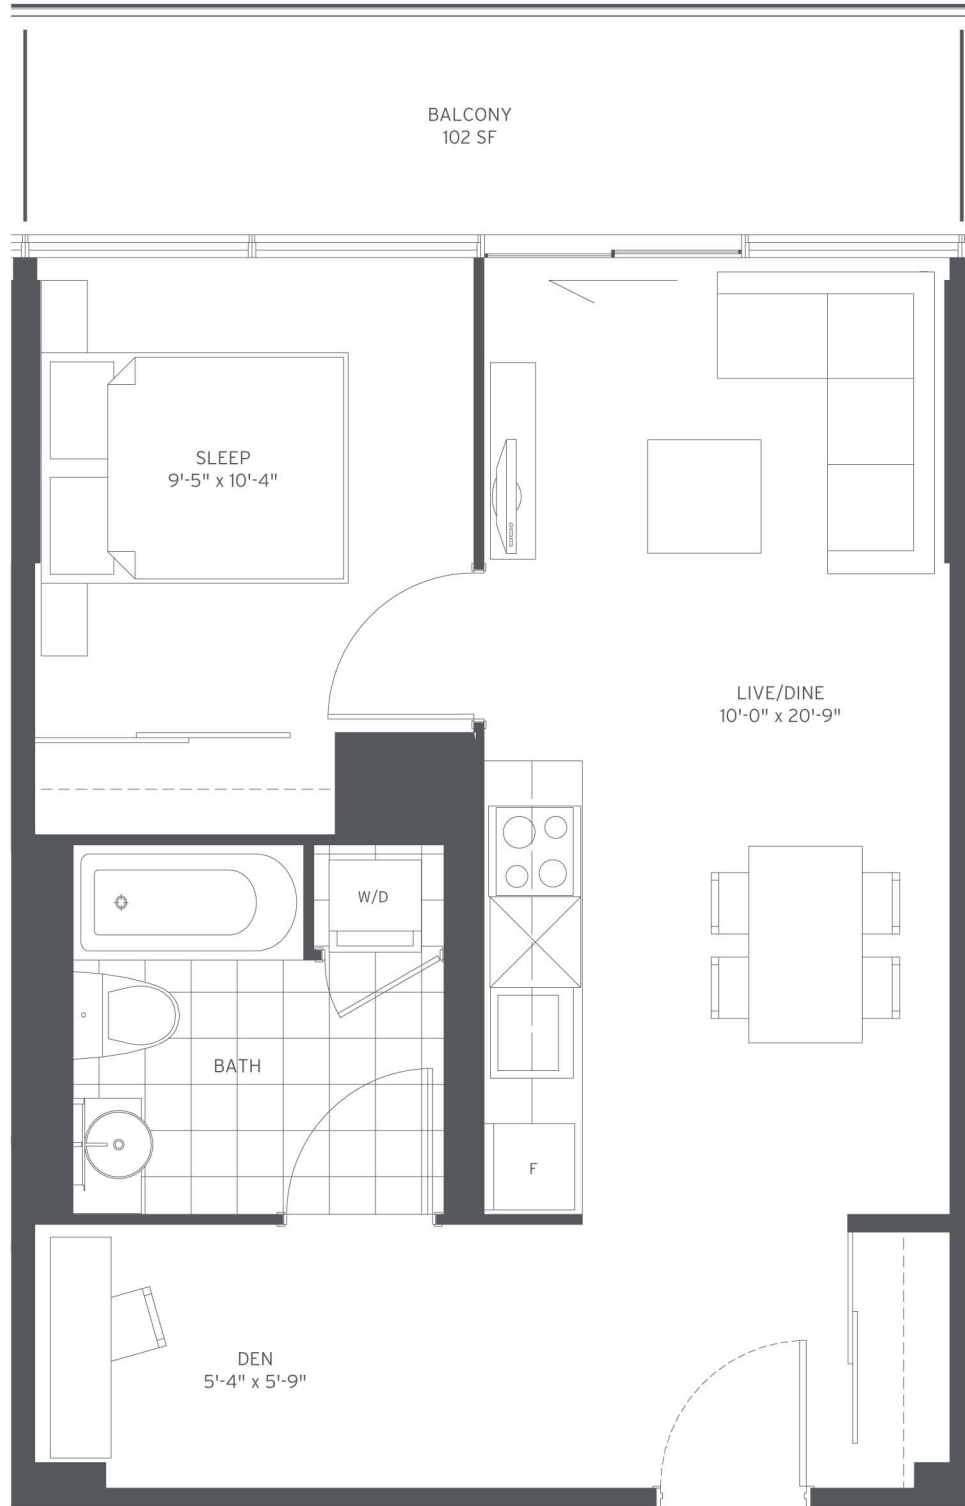 BALCONY
102 SF
SLEEP
9'-5" x 10'-4"
LIVE/DINE
10'-0" x 20'-9"
W/D
BATH
F
DEN
5'-4" x 5'-9"